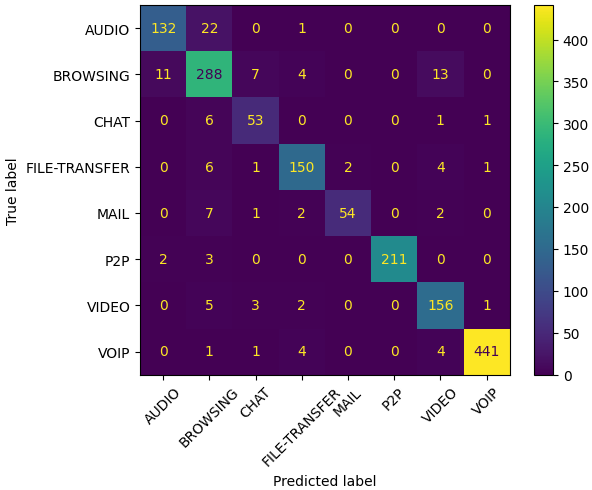 True label
AUDIO 132 22 0 1 0 0 0 0
BROWSING 11 288 7 4 0 0 13 0
CHAT 0 6 53 0 0 0 1 1
FILE-TRANSFER 0 6 1 150 2 0 4 1
MAIL 0 7 1 2 54 0 2 0
P2P 2 3 0 0 0 211 0 0
VIDEO 0 5 3 2 0 0 156 1
VOIP 0 1 1 4 0 0 4 441
AUDIO BROWSING CHAT FILE-TRANSFER MAIL P2P VIDEO VOIP
Predicted label
400
350
300
250
200
150
100
50
0